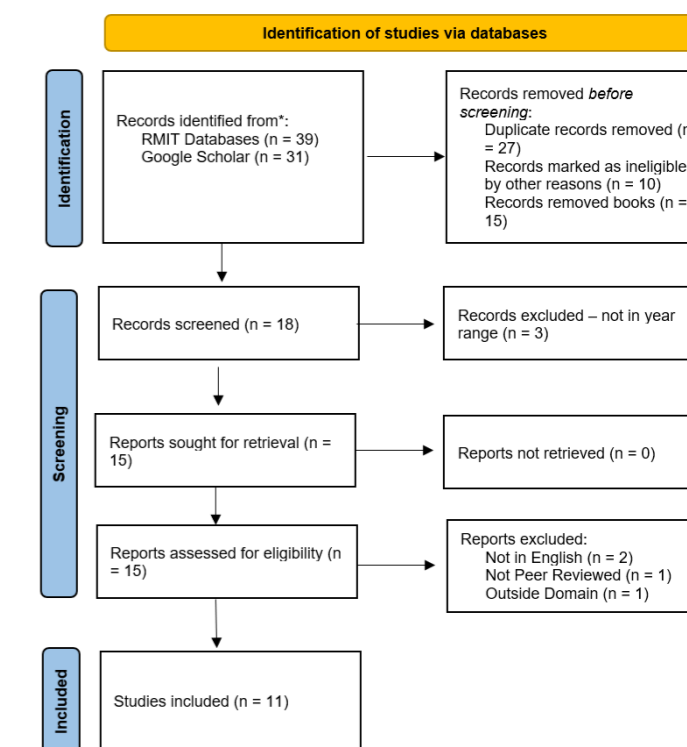 Identification of studies via databases
Identification
Records identified from*:
RMIT Databases (n = 39)
Google Scholar (n = 31)
Records removed before
screening:
Duplicate records removed (n
= 27)
Records marked as ineligible
by other reasons (n = 10)
Records removed books (n =
15)
Screening
Records screened (n = 18)
Records excluded – not in year
range (n = 3)
Reports sought for retrieval (n =
15)
Reports not retrieved (n = 0)
Reports assessed for eligibility (n
= 15)
Reports excluded:
Not in English (n = 2)
Not Peer Reviewed (n = 1)
Outside Domain (n = 1)
Included
Studies included (n = 11)